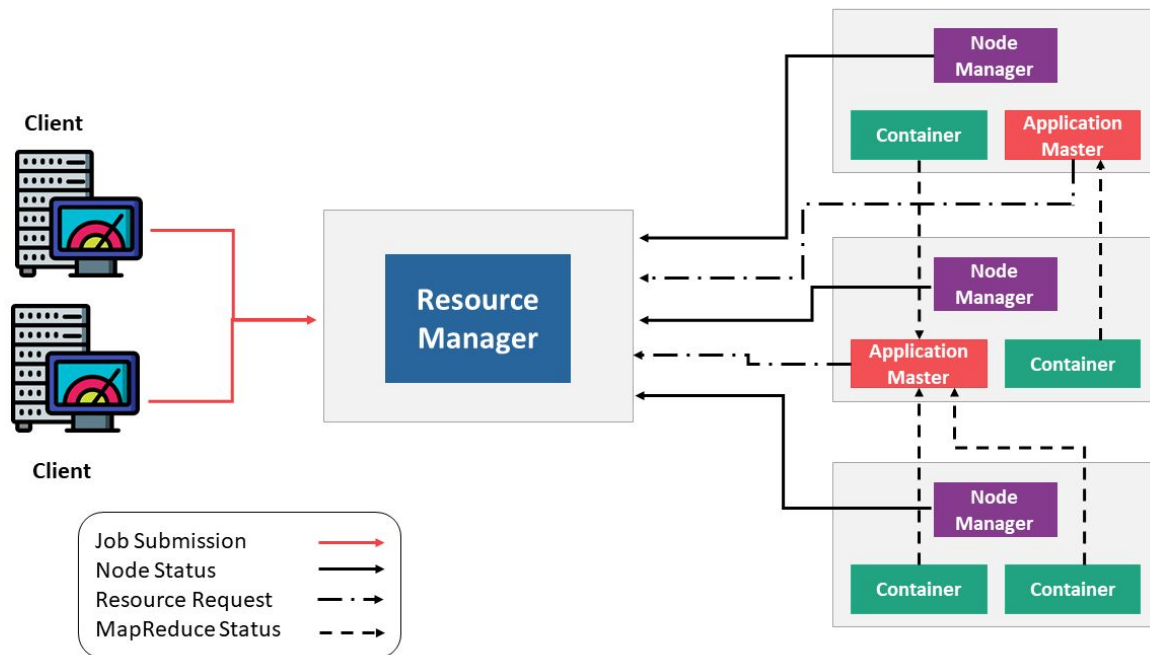 Client
Client
Resource
Manager
Node
Manager
Container
Application
Master
Node
Manager
Application
Master
Container
Node
Manager
Container
Container
Job Submission
Node Status
Resource Request
MapReduce Status